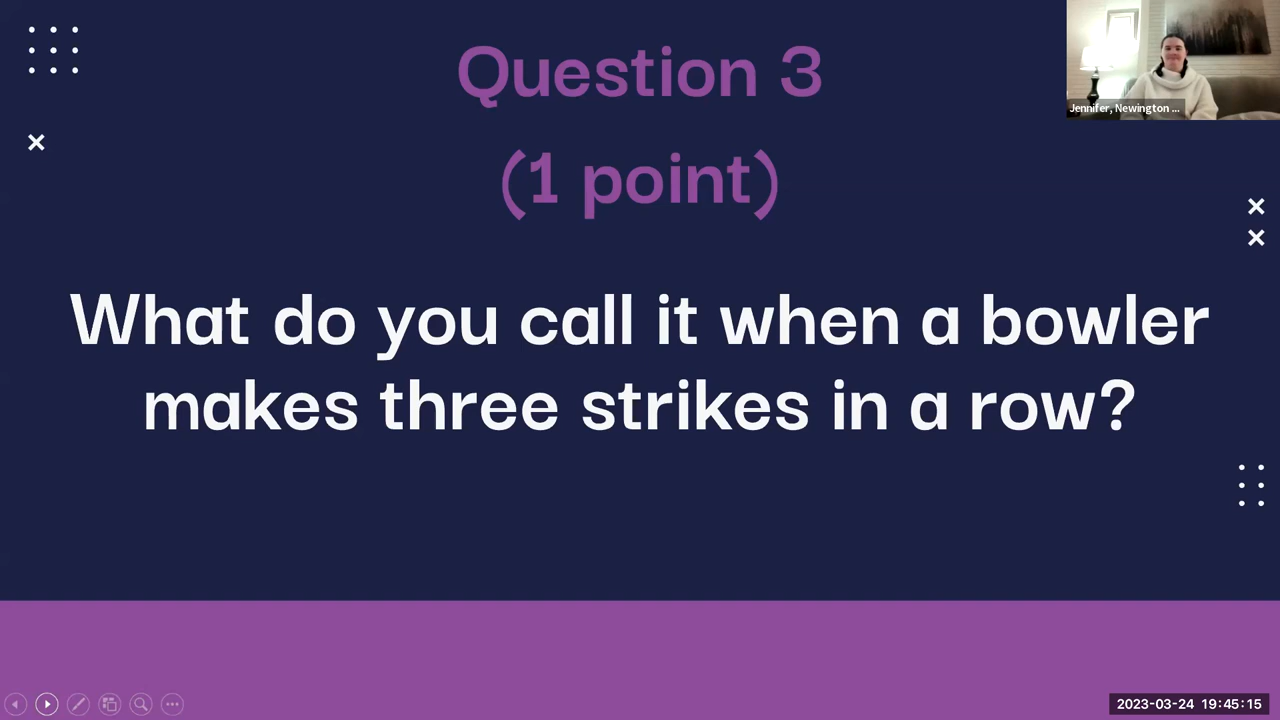 Question 3
(1 point)
Jennifer, Newington ...
What do you call it when a bowler
makes three strikes in a row?
2023-03-24 19:45:15